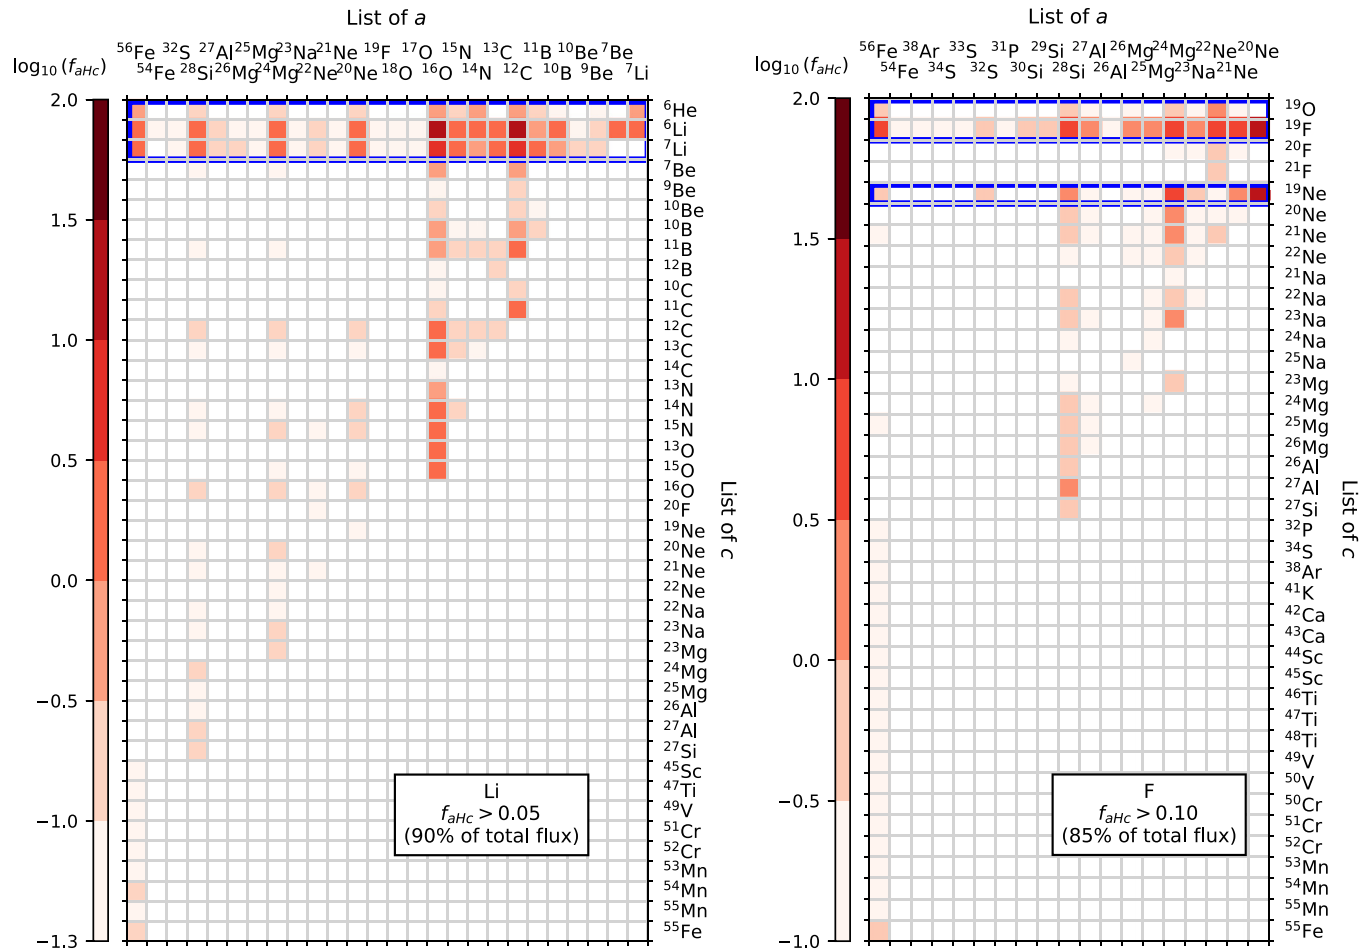 List of a
⁵⁶Fe ³²S ²⁷Al ²⁵Mg ²³Na ²¹Ne ¹⁹F ¹⁷O ¹⁵N ¹³C ¹¹B ¹⁰Be ⁷Be
⁵⁴Fe ²⁸Si ²⁶Mg ²⁴Mg ²²Ne ²⁰Ne ¹⁸O ¹⁶O ¹⁴N ¹²C ¹⁰B ⁹Be ⁷Li
log₁₀ (f_aHc)
2.0
1.5
1.0
0.5
0.0
−0.5
−1.0
−1.3
⁶He
⁶Li
⁷Li
⁷Be
⁹Be
¹⁰Be
¹⁰B
¹¹B
¹²B
¹⁰C
¹¹C
¹²C
¹³C
¹⁴C
¹³N
¹⁴N
¹⁵N
¹³O
¹⁵O
¹⁶O
²⁰F
¹⁹Ne
²⁰Ne
²¹Ne
²²Ne
²²Na
²³Na
²³Mg
²⁴Mg
²⁵Mg
²⁶Al
²⁷Al
²⁷Si
⁴⁵Sc
⁴⁷Ti
⁴⁹V
⁵¹Cr
⁵²Cr
⁵³Mn
⁵⁴Mn
⁵⁵Mn
⁵⁵Fe
List of c
Li
f_aHc > 0.05
(90% of total flux)
List of a
⁵⁶Fe ³⁸Ar ³³S ³¹P ²⁹Si ²⁷Al ²⁶Mg ²⁴Mg ²²Ne ²⁰Ne
⁵⁴Fe ³⁴S ³²S ³⁰Si ²⁸Si ²⁶Al ²⁵Mg ²³Na ²¹Ne
log₁₀ (f_aHc)
2.0
1.5
1.0
0.5
0.0
−0.5
−1.0
¹⁹O
¹⁹F
²⁰F
²¹F
¹⁹Ne
²⁰Ne
²¹Ne
²²Ne
²¹Na
²²Na
²³Na
²⁴Na
²⁵Na
²³Mg
²⁴Mg
²⁵Mg
²⁶Mg
²⁶Al
²⁷Al
²⁷Si
³²P
³⁴S
³⁸Ar
⁴¹K
⁴²Ca
⁴³Ca
⁴⁴Sc
⁴⁵Sc
⁴⁶Ti
⁴⁷Ti
⁴⁸Ti
⁴⁹V
⁵⁰V
⁵⁰Cr
⁵¹Cr
⁵²Cr
⁵³Mn
⁵⁴Mn
⁵⁵Mn
⁵⁵Fe
List of c
F
f_aHc > 0.10
(85% of total flux)